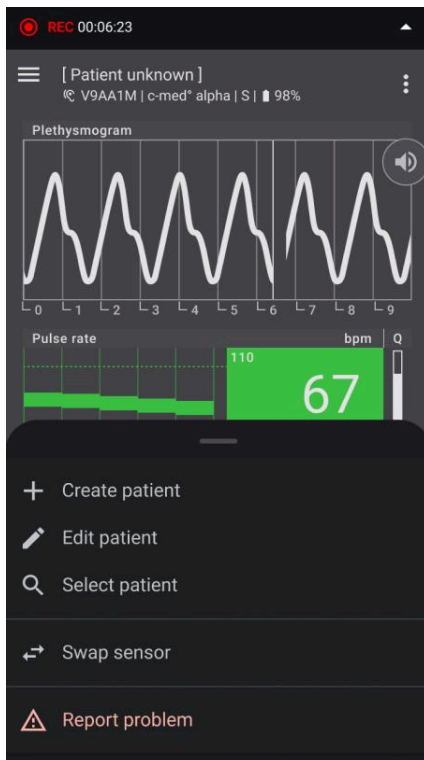 REC 00:06:23
[ Patient unknown ]
V9AA1M | c-med° alpha | S | 98%
Plethysmogram
0 1 2 3 4 5 6 7 8 9
Pulse rate bpm Q
110
67
Create patient
Edit patient
Select patient
Swap sensor
Report problem